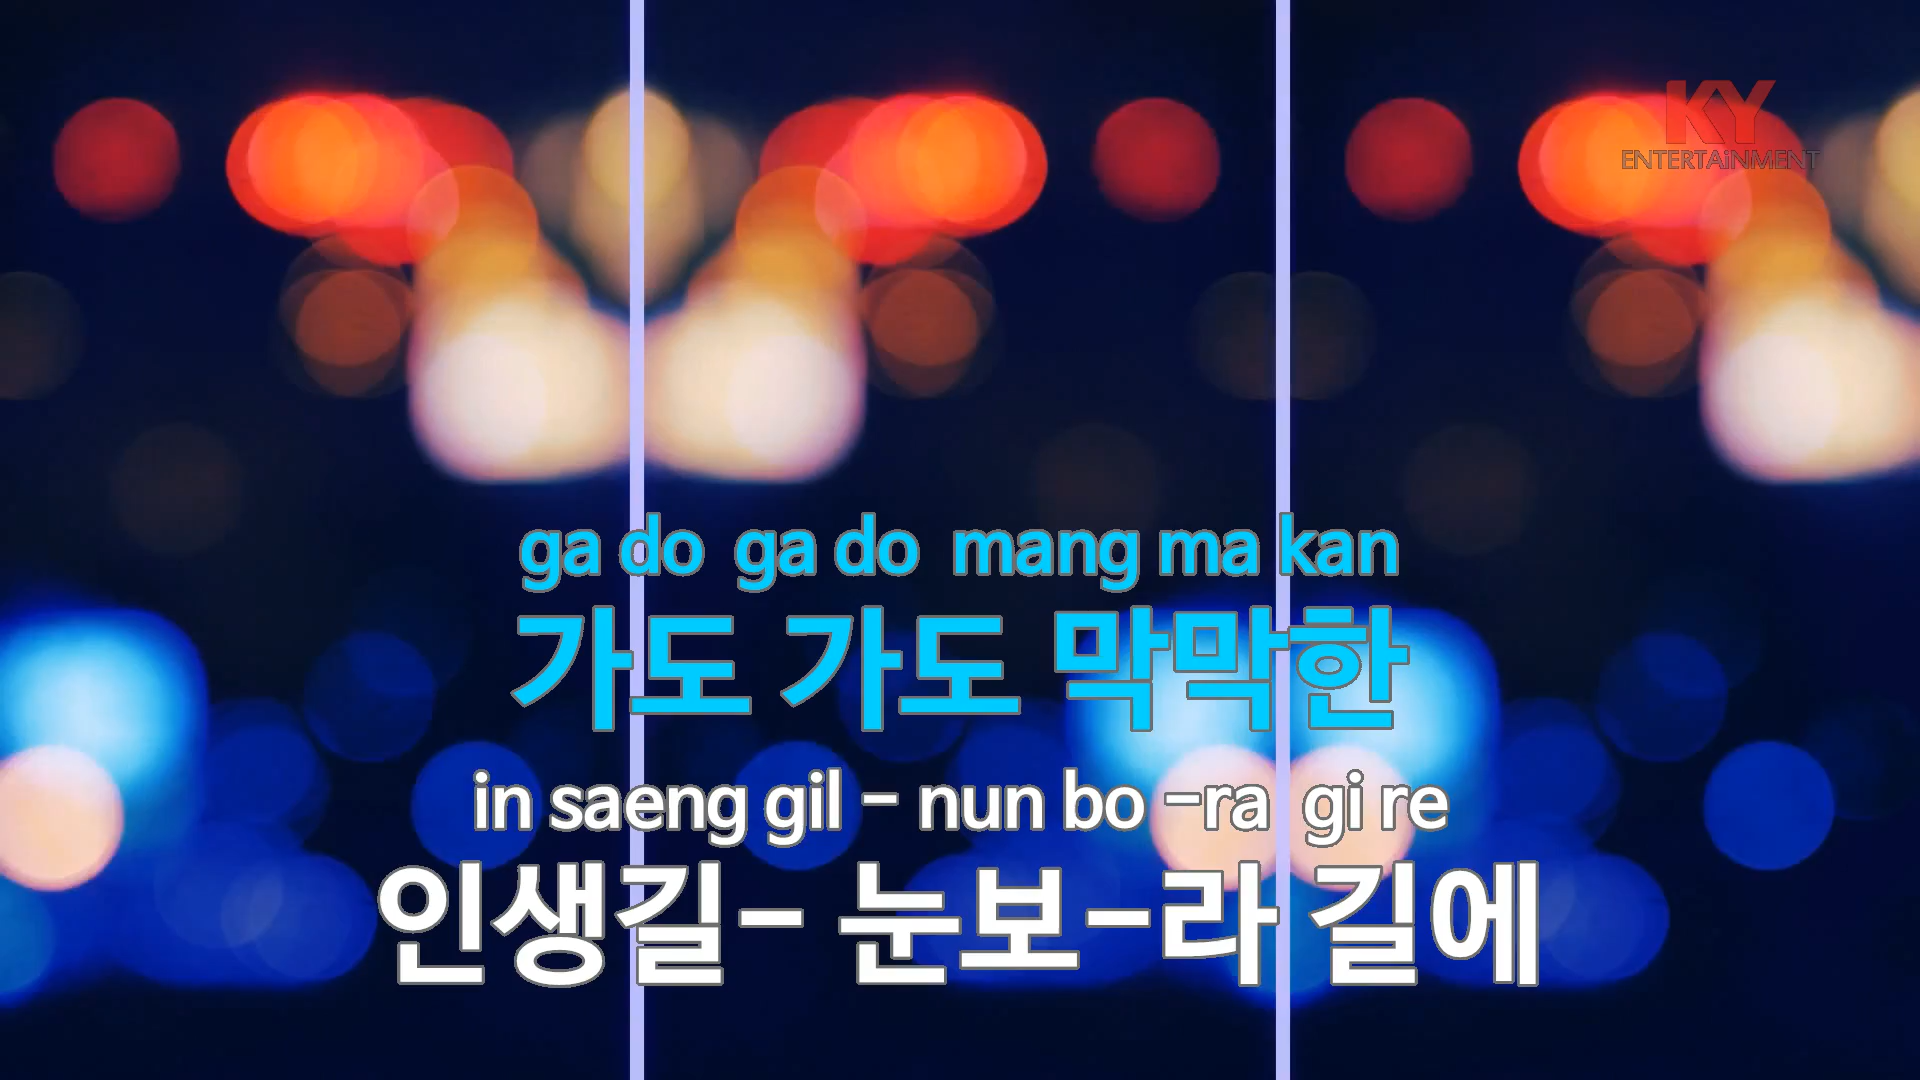 KY
ENTERTAiNMENT
ga do ga do mang ma kan
가도 가도 막막한
in saeng gil - nun bo -ra gi re
인생길- 눈보-라 길에